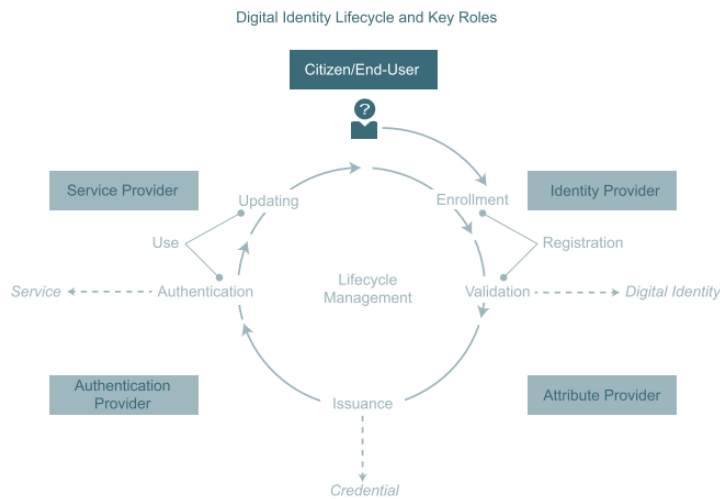 Digital Identity Lifecycle and Key Roles
Citizen/End-User
?
Service Provider
Updating
Enrollment
Identity Provider
Use
Registration
Service
Authentication
Lifecycle
Management
Validation
Digital Identity
Authentication
Provider
Issuance
Attribute Provider
Credential